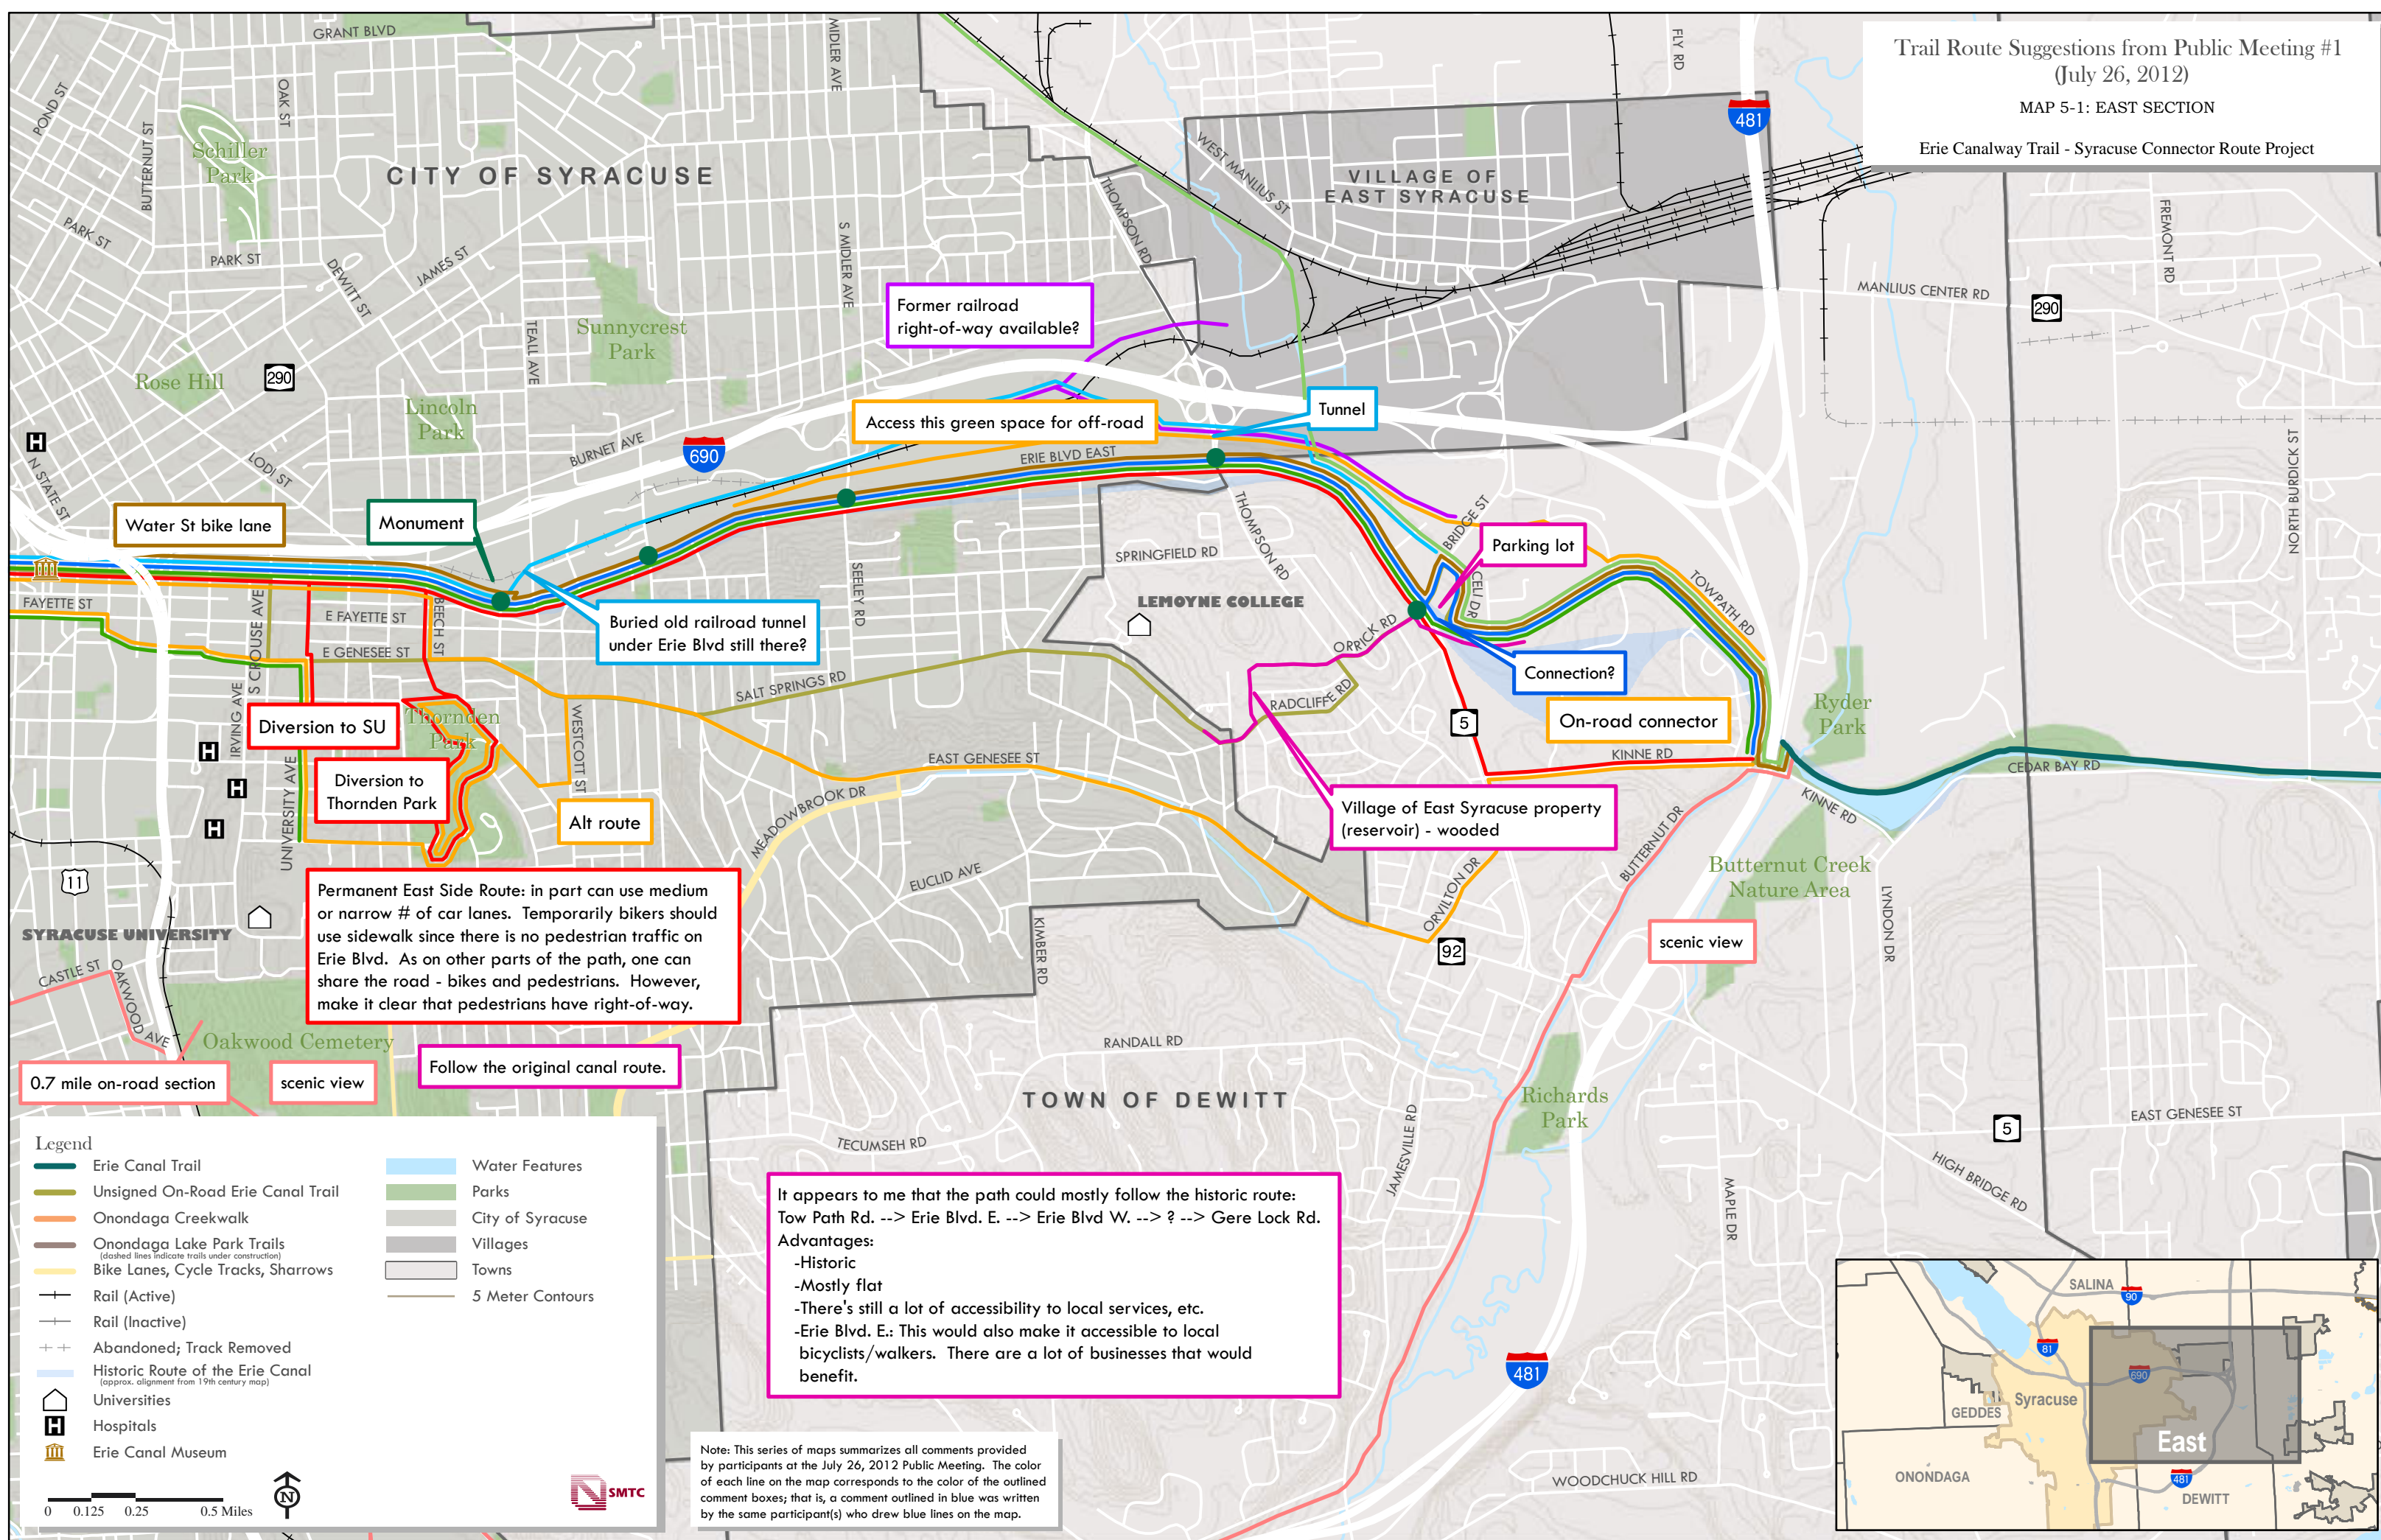 Trail Route Suggestions from Public Meeting #1
(July 26, 2012)
MAP 5-1: EAST SECTION
Erie Canalway Trail - Syracuse Connector Route Project
GRANT BLVD
POND ST
OAK ST
BUTTERNUT ST
Schiller
Park
CITY OF SYRACUSE
MIDLER AVE
FLY RD
481
WEST MANLIUS ST
VILLAGE OF
EAST SYRACUSE
THOMPSON RD
FREMONT RD
PARK ST
PARK ST
DEWITT ST
JAMES ST
S MIDLER AVE
MANLIUS CENTER RD
290
Former railroad
right-of-way available?
Sunnycrest
Park
TEALL AVE
Rose Hill
290
Lincoln
Park
Access this green space for off-road
Tunnel
H
N STATE ST
LODI ST
BURNET AVE
690
ERIE BLVD EAST
NORTH BURDICK ST
Water St bike lane
Monument
THOMPSON RD
BRIDGE ST
Parking lot
SPRINGFIELD RD
TOWPATH RD
CELI DR
FAYETTE ST
S CROUSE AVE
E FAYETTE ST
BEECH ST
SEELEY RD
LEMOYNE COLLEGE
Buried old railroad tunnel
under Erie Blvd still there?
ORRICK RD
E GENESEE ST
Connection?
SALT SPRINGS RD
RADCLIFFE RD
IRVING AVE
Diversion to SU
Thornden
Park
WESTCOTT ST
5
On-road connector
Ryder
Park
H
KINNE RD
EAST GENESEE ST
CEDAR BAY RD
H
UNIVERSITY AVE
Diversion to
Thornden Park
MEADOWBROOK DR
KINNE RD
Village of East Syracuse property
(reservoir) - wooded
H
Alt route
BUTTERNUT DR
Butternut Creek
Nature Area
11
EUCLID AVE
ORVILTON DR
LYNDON DR
Permanent East Side Route: in part can use medium
or narrow # of car lanes.  Temporarily bikers should
use sidewalk since there is no pedestrian traffic on
Erie Blvd.  As on other parts of the path, one can
share the road - bikes and pedestrians.  However,
make it clear that pedestrians have right-of-way.
SYRACUSE UNIVERSITY
KIMBER RD
92
scenic view
CASTLE ST
OAKWOOD AVE
Oakwood Cemetery
RANDALL RD
0.7 mile on-road section
scenic view
Follow the original canal route.
TOWN OF DEWITT
Richards
Park
TECUMSEH RD
JAMESVILLE RD
5
EAST GENESEE ST
HIGH BRIDGE RD
MAPLE DR
It appears to me that the path could mostly follow the historic route:
Tow Path Rd. --> Erie Blvd. E. --> Erie Blvd W. --> ? --> Gere Lock Rd.
Advantages:
-Historic
-Mostly flat
-There's still a lot of accessibility to local services, etc.
-Erie Blvd. E.: This would also make it accessible to local
bicyclists/walkers.  There are a lot of businesses that would
benefit.
481
WOODCHUCK HILL RD
Legend
Erie Canal Trail
Unsigned On-Road Erie Canal Trail
Onondaga Creekwalk
Onondaga Lake Park Trails
(dashed lines indicate trails under construction)
Bike Lanes, Cycle Tracks, Sharrows
Rail (Active)
Rail (Inactive)
Abandoned; Track Removed
Historic Route of the Erie Canal
(approx. alignment from 19th century map)
Universities
H
Hospitals
Erie Canal Museum
Water Features
Parks
City of Syracuse
Villages
Towns
5 Meter Contours
0 0.125 0.25 0.5 Miles
N
SMTC
Note: This series of maps summarizes all comments provided
by participants at the July 26, 2012 Public Meeting.  The color
of each line on the map corresponds to the color of the outlined
comment boxes; that is, a comment outlined in blue was written
by the same participant(s) who drew blue lines on the map.
SALINA
90
81
690
Syracuse
GEDDES
East
ONONDAGA
481
DEWITT